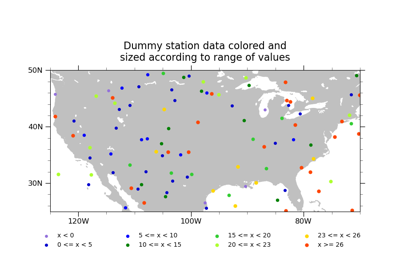 Dummy station data colored and
sized according to range of values
50N
40N
30N
120W
100W
80W
x < 0
5 <= x < 10
15 <= x < 20
23 <= x < 26
0 <= x < 5
10 <= x < 15
20 <= x < 23
x >= 26